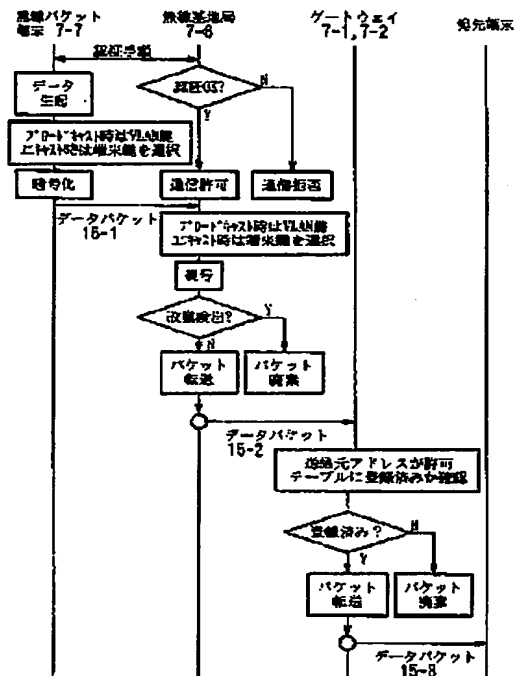 無線パケット
端末 7-7
無線基地局
7-6
ゲートウェイ
7-1, 7-2
宛先端末
認証手順
データ
生起
認証OK?
N
Y
ブロードキャスト時はVLAN鍵
ユニキャスト時は端末鍵を選択
暗号化
通信許可
通信拒否
データパケット
15-1
ブロードキャスト時はVLAN鍵
ユニキャスト時は端末鍵を選択
復号
改竄検出?
Y
N
パケット
転送
パケット
廃棄
データパケット
15-2
送信元アドレスが許可
テーブルに登録済みか確認
登録済み?
N
Y
パケット
転送
パケット
廃棄
データパケット